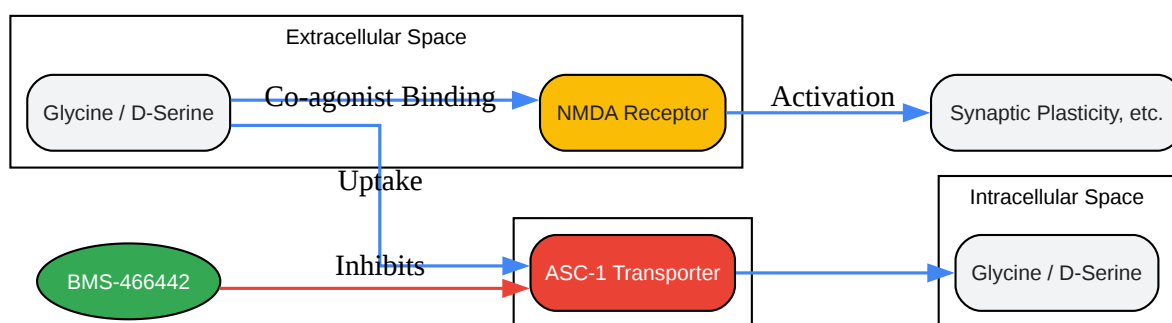 Extracellular Space
Glycine / D-Serine
Co-agonist Binding
NMDA Receptor
Activation
Synaptic Plasticity, etc.
Uptake
Intracellular Space
BMS-466442
Inhibits
ASC-1 Transporter
Glycine / D-Serine